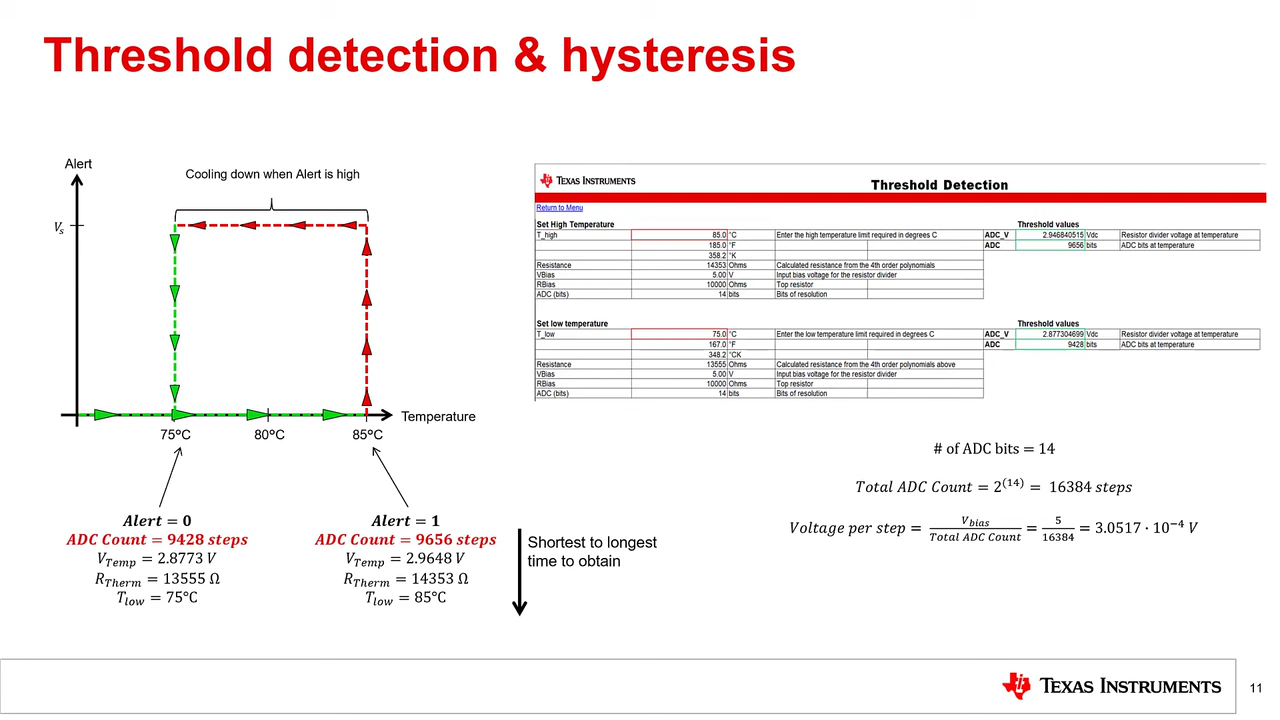 Threshold detection & hysteresis
Alert
Cooling down when Alert is high
Vₛ
Temperature
75°C 80°C 85°C
Alert = 0
ADC Count = 9428 steps
V_Temp = 2.8773 V
R_Therm = 13555 Ω
T_low = 75°C
Alert = 1
ADC Count = 9656 steps
V_Temp = 2.9648 V
R_Therm = 14353 Ω
T_low = 85°C
Shortest to longest
time to obtain
TEXAS INSTRUMENTS
Threshold Detection
Return to Menu
Set High Temperature Threshold values
T_high 85.0 °C Enter the high temperature limit required in degrees C ADC_V 2.946840515 Vdc Resistor divider voltage at temperature
185.0 °F ADC 9656 bits ADC bits at temperature
358.2 °K
Resistance 14353 Ohms Calculated resistance from the 4th order polynomials
VBias 5.00 V Input bias voltage for the resistor divider
RBias 10000 Ohms Top resistor
ADC (bits) 14 bits Bits of resolution
Set low temperature Threshold values
T_low 75.0 °C Enter the low temperature limit required in degrees C ADC_V 2.877304699 Vdc Resistor divider voltage at temperature
167.0 °F ADC 9428 bits ADC bits at temperature
348.2 °CK
Resistance 13555 Ohms Calculated resistance from the 4th order polynomials above
VBias 5.00 V Input bias voltage for the resistor divider
RBias 10000 Ohms Top resistor
ADC (bits) 14 bits Bits of resolution
# of ADC bits = 14
Total ADC Count = 2^(14) = 16384 steps
Voltage per step = V_bias / Total ADC Count = 5 / 16384 = 3.0517 · 10⁻⁴ V
TEXAS INSTRUMENTS
11